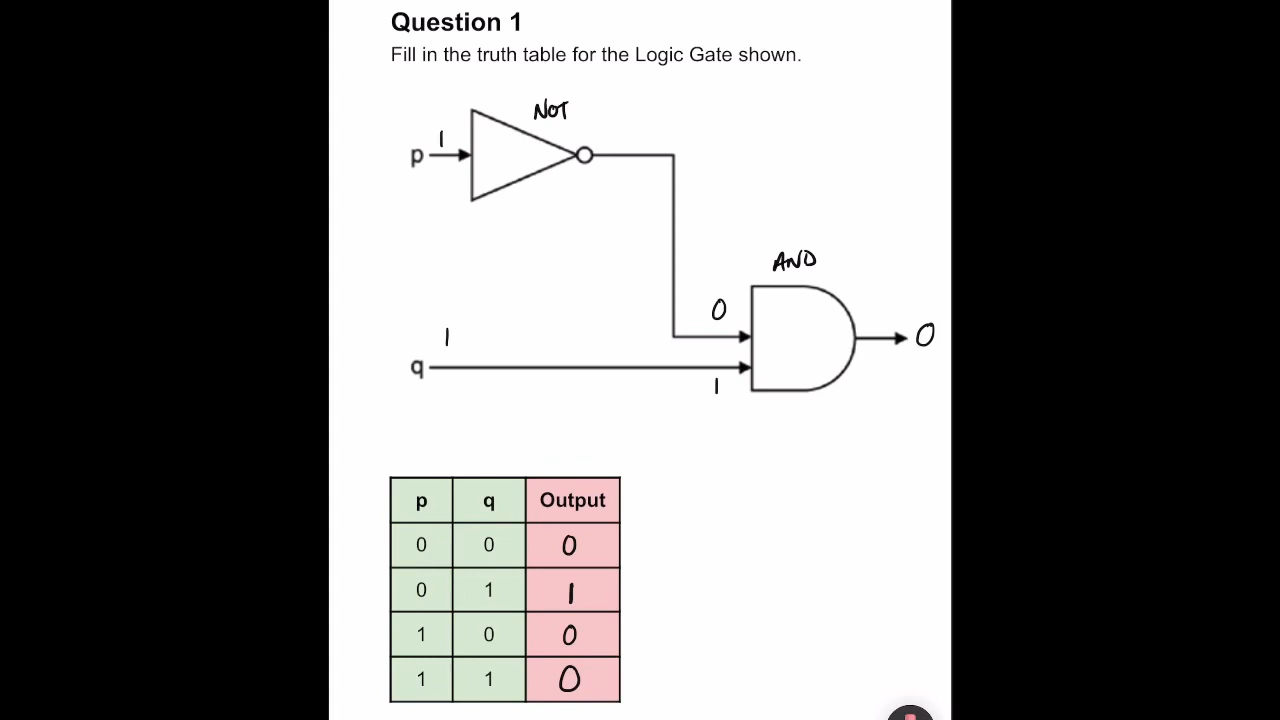 Question 1
Fill in the truth table for the Logic Gate shown.
NOT
p 1
AND
0
1
0
q
1
p q Output
0 0 0
0 1 1
1 0 0
1 1 0